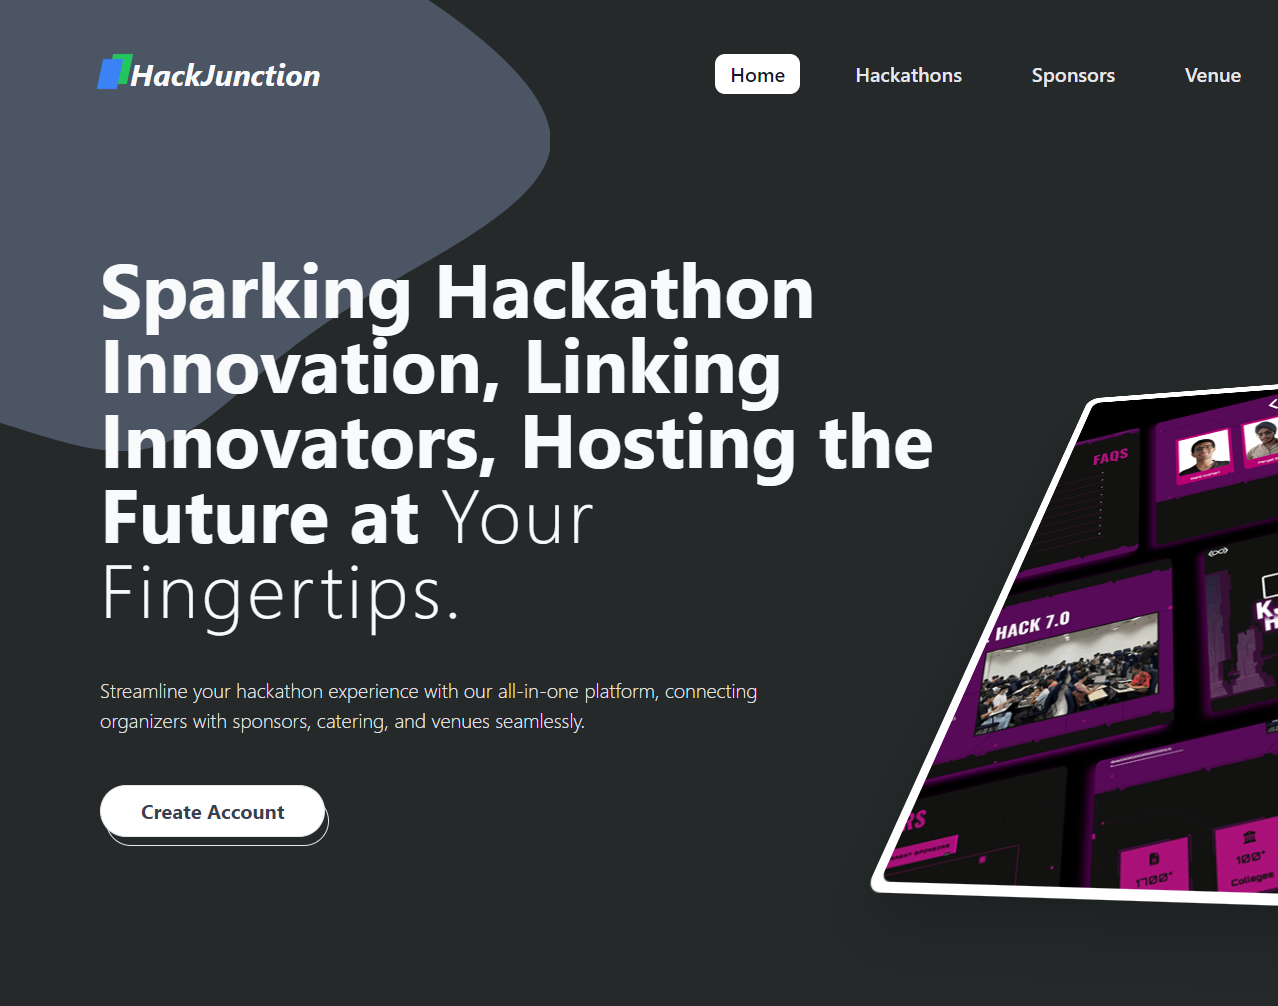 HackJunction
Home
Hackathons
Sponsors
Venue
Sparking Hackathon
Innovation, Linking
Innovators, Hosting the
Future at Your
Fingertips.
Streamline your hackathon experience with our all-in-one platform, connecting
organizers with sponsors, catering, and venues seamlessly.
Create Account
FAQS
HACK 7.0
RENT SPONSORS
1700+
100+
Colleges